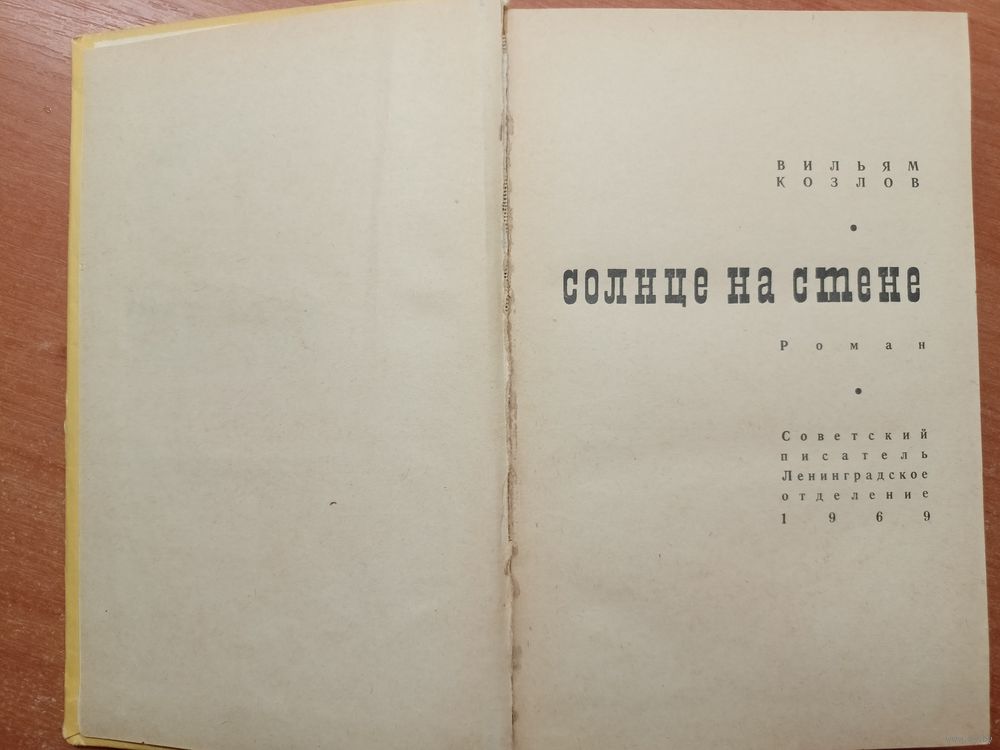 ВИЛЬЯМ
КОЗЛОВ
солнце на стене
Роман
Советский
писатель
Ленинградское
отделение
1969